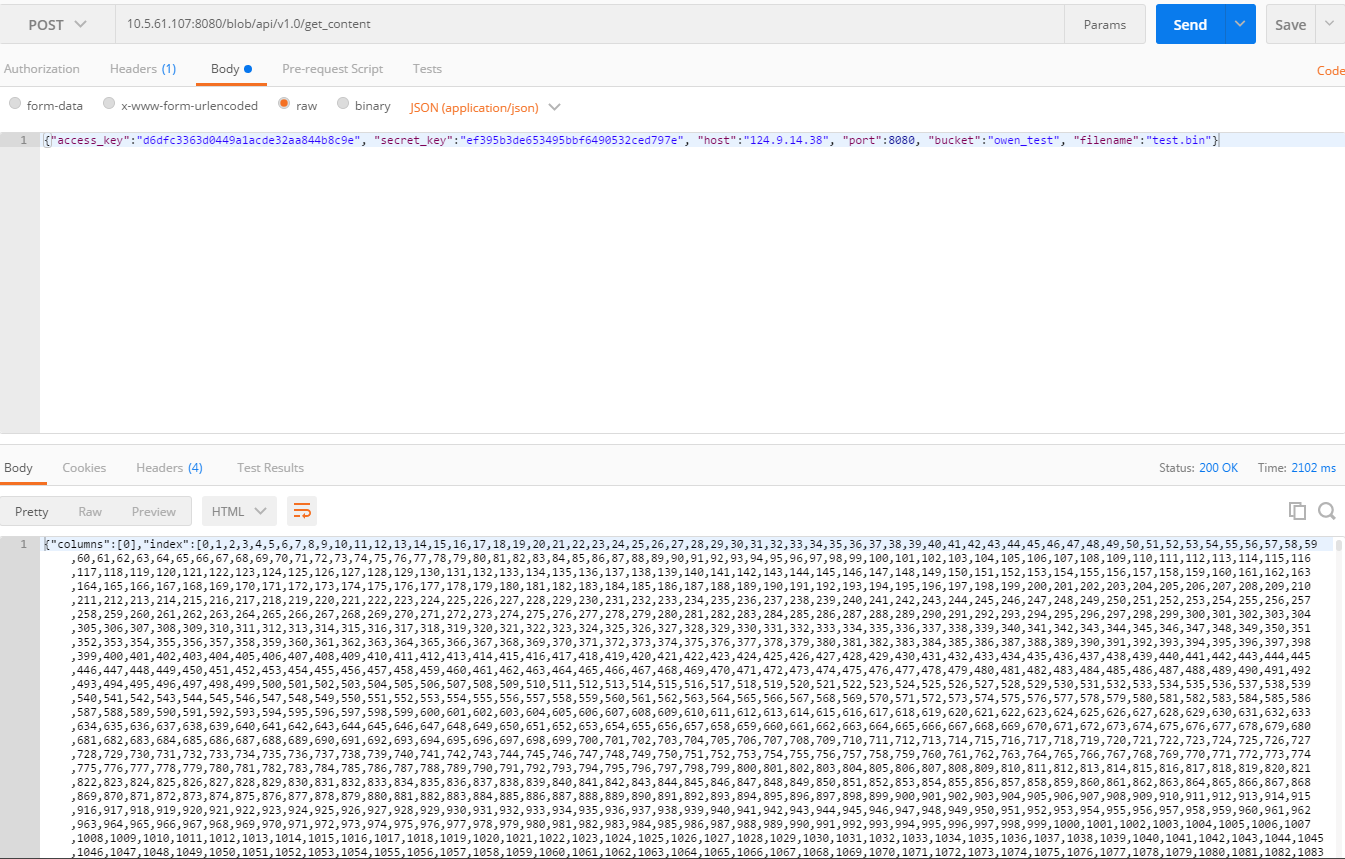 POST
10.5.61.107:8080/blob/api/v1.0/get_content
Params
Send
Save
Authorization
Headers (1)
Body
Pre-request Script
Tests
Code
form-data
x-www-form-urlencoded
raw
binary
JSON (application/json)
1
{"access_key":"d6dfc3363d0449a1acde32aa844b8c9e", "secret_key":"ef395b3de653495bbf6490532ced797e", "host":"124.9.14.38", "port":8080, "bucket":"owen_test", "filename":"test.bin"}
Body
Cookies
Headers (4)
Test Results
Status: 200 OK
Time: 2102 ms
Pretty
Raw
Preview
HTML
1
{"columns":[0],"index":[0,1,2,3,4,5,6,7,8,9,10,11,12,13,14,15,16,17,18,19,20,21,22,23,24,25,26,27,28,29,30,31,32,33,34,35,36,37,38,39,40,41,42,43,44,45,46,47,48,49,50,51,52,53,54,55,56,57,58,59
,60,61,62,63,64,65,66,67,68,69,70,71,72,73,74,75,76,77,78,79,80,81,82,83,84,85,86,87,88,89,90,91,92,93,94,95,96,97,98,99,100,101,102,103,104,105,106,107,108,109,110,111,112,113,114,115,116
,117,118,119,120,121,122,123,124,125,126,127,128,129,130,131,132,133,134,135,136,137,138,139,140,141,142,143,144,145,146,147,148,149,150,151,152,153,154,155,156,157,158,159,160,161,162,163
,164,165,166,167,168,169,170,171,172,173,174,175,176,177,178,179,180,181,182,183,184,185,186,187,188,189,190,191,192,193,194,195,196,197,198,199,200,201,202,203,204,205,206,207,208,209,210
,211,212,213,214,215,216,217,218,219,220,221,222,223,224,225,226,227,228,229,230,231,232,233,234,235,236,237,238,239,240,241,242,243,244,245,246,247,248,249,250,251,252,253,254,255,256,257
,258,259,260,261,262,263,264,265,266,267,268,269,270,271,272,273,274,275,276,277,278,279,280,281,282,283,284,285,286,287,288,289,290,291,292,293,294,295,296,297,298,299,300,301,302,303,304
,305,306,307,308,309,310,311,312,313,314,315,316,317,318,319,320,321,322,323,324,325,326,327,328,329,330,331,332,333,334,335,336,337,338,339,340,341,342,343,344,345,346,347,348,349,350,351
,352,353,354,355,356,357,358,359,360,361,362,363,364,365,366,367,368,369,370,371,372,373,374,375,376,377,378,379,380,381,382,383,384,385,386,387,388,389,390,391,392,393,394,395,396,397,398
,399,400,401,402,403,404,405,406,407,408,409,410,411,412,413,414,415,416,417,418,419,420,421,422,423,424,425,426,427,428,429,430,431,432,433,434,435,436,437,438,439,440,441,442,443,444,445
,446,447,448,449,450,451,452,453,454,455,456,457,458,459,460,461,462,463,464,465,466,467,468,469,470,471,472,473,474,475,476,477,478,479,480,481,482,483,484,485,486,487,488,489,490,491,492
,493,494,495,496,497,498,499,500,501,502,503,504,505,506,507,508,509,510,511,512,513,514,515,516,517,518,519,520,521,522,523,524,525,526,527,528,529,530,531,532,533,534,535,536,537,538,539
,540,541,542,543,544,545,546,547,548,549,550,551,552,553,554,555,556,557,558,559,560,561,562,563,564,565,566,567,568,569,570,571,572,573,574,575,576,577,578,579,580,581,582,583,584,585,586
,587,588,589,590,591,592,593,594,595,596,597,598,599,600,601,602,603,604,605,606,607,608,609,610,611,612,613,614,615,616,617,618,619,620,621,622,623,624,625,626,627,628,629,630,631,632,633
,634,635,636,637,638,639,640,641,642,643,644,645,646,647,648,649,650,651,652,653,654,655,656,657,658,659,660,661,662,663,664,665,666,667,668,669,670,671,672,673,674,675,676,677,678,679,680
,681,682,683,684,685,686,687,688,689,690,691,692,693,694,695,696,697,698,699,700,701,702,703,704,705,706,707,708,709,710,711,712,713,714,715,716,717,718,719,720,721,722,723,724,725,726,727
,728,729,730,731,732,733,734,735,736,737,738,739,740,741,742,743,744,745,746,747,748,749,750,751,752,753,754,755,756,757,758,759,760,761,762,763,764,765,766,767,768,769,770,771,772,773,774
,775,776,777,778,779,780,781,782,783,784,785,786,787,788,789,790,791,792,793,794,795,796,797,798,799,800,801,802,803,804,805,806,807,808,809,810,811,812,813,814,815,816,817,818,819,820,821
,822,823,824,825,826,827,828,829,830,831,832,833,834,835,836,837,838,839,840,841,842,843,844,845,846,847,848,849,850,851,852,853,854,855,856,857,858,859,860,861,862,863,864,865,866,867,868
,869,870,871,872,873,874,875,876,877,878,879,880,881,882,883,884,885,886,887,888,889,890,891,892,893,894,895,896,897,898,899,900,901,902,903,904,905,906,907,908,909,910,911,912,913,914,915
,916,917,918,919,920,921,922,923,924,925,926,927,928,929,930,931,932,933,934,935,936,937,938,939,940,941,942,943,944,945,946,947,948,949,950,951,952,953,954,955,956,957,958,959,960,961,962
,963,964,965,966,967,968,969,970,971,972,973,974,975,976,977,978,979,980,981,982,983,984,985,986,987,988,989,990,991,992,993,994,995,996,997,998,999,1000,1001,1002,1003,1004,1005,1006,1007
,1008,1009,1010,1011,1012,1013,1014,1015,1016,1017,1018,1019,1020,1021,1022,1023,1024,1025,1026,1027,1028,1029,1030,1031,1032,1033,1034,1035,1036,1037,1038,1039,1040,1041,1042,1043,1044,1045
,1046,1047,1048,1049,1050,1051,1052,1053,1054,1055,1056,1057,1058,1059,1060,1061,1062,1063,1064,1065,1066,1067,1068,1069,1070,1071,1072,1073,1074,1075,1076,1077,1078,1079,1080,1081,1082,1083